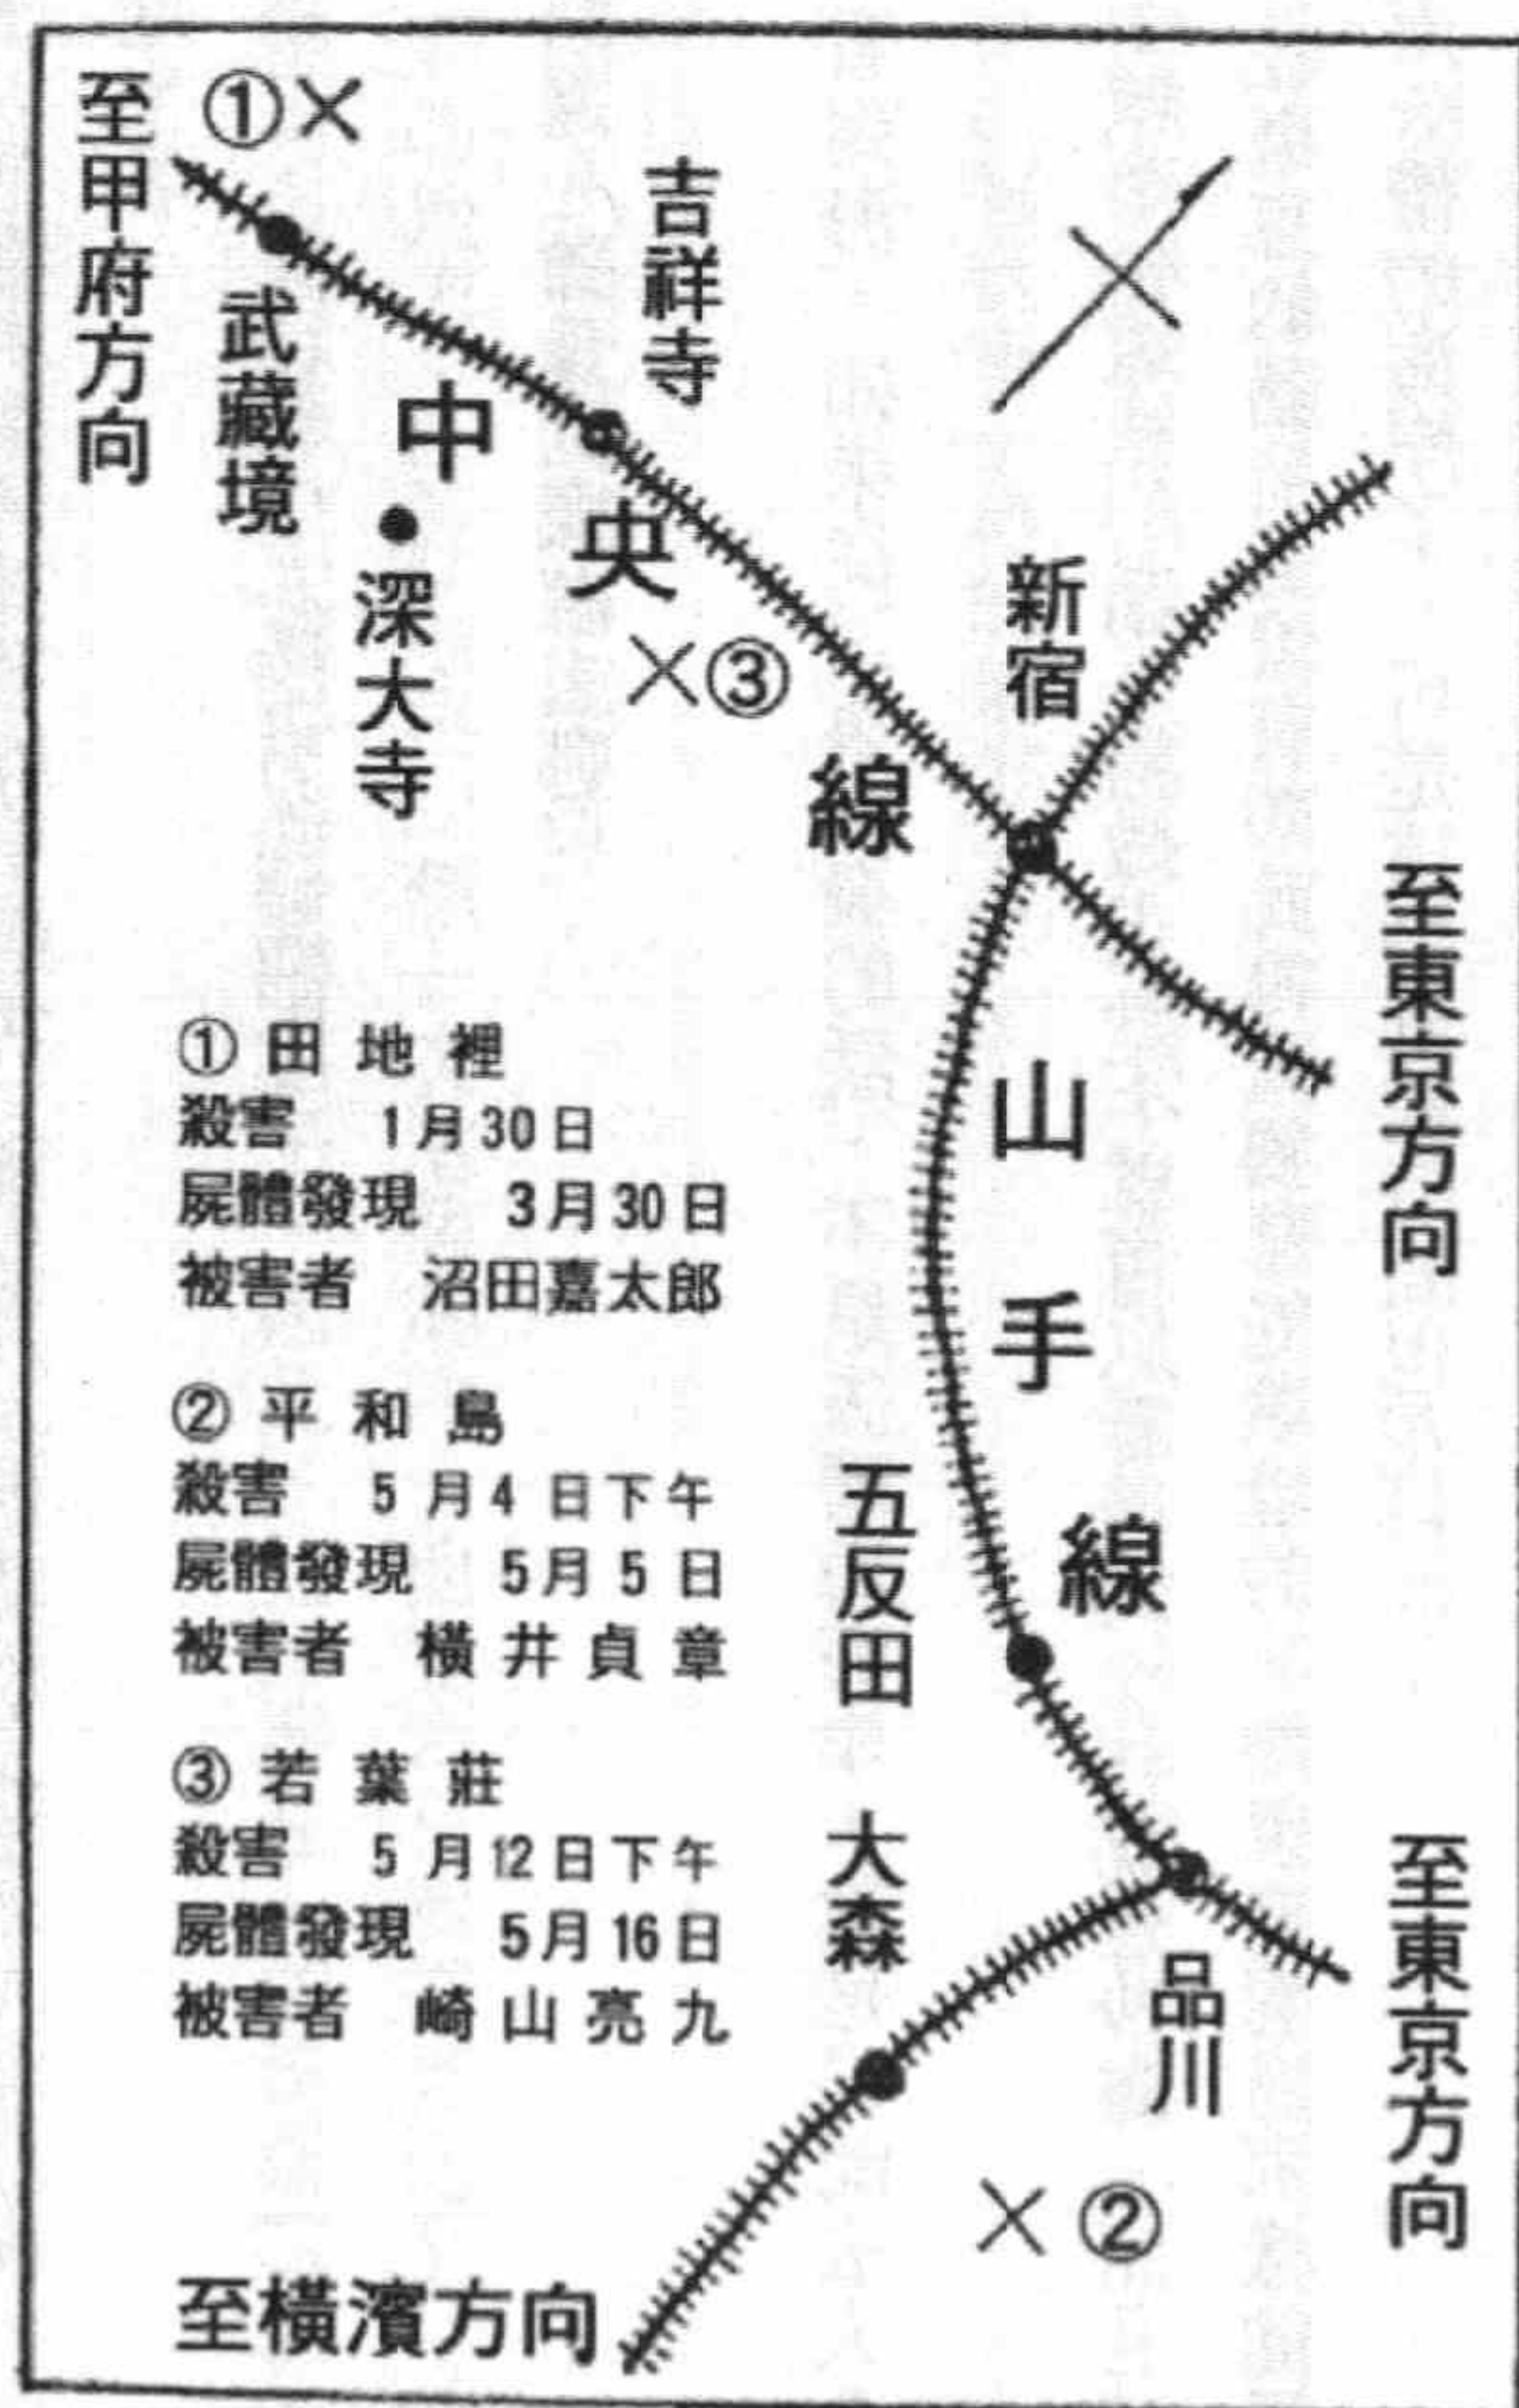 至甲府方向
①×
武藏境
吉祥寺
中央線
深大寺
×③
新宿
至東京方向
山手線
① 田地裡
殺害 1月30日
屍體發現 3月30日
被害者 沼田嘉太郎
② 平和島
殺害 5月4日下午
屍體發現 5月5日
被害者 橫井貞章
③ 若葉莊
殺害 5月12日下午
屍體發現 5月16日
被害者 崎山亮九
五反田
大森
品川
至東京方向
×②
至橫濱方向